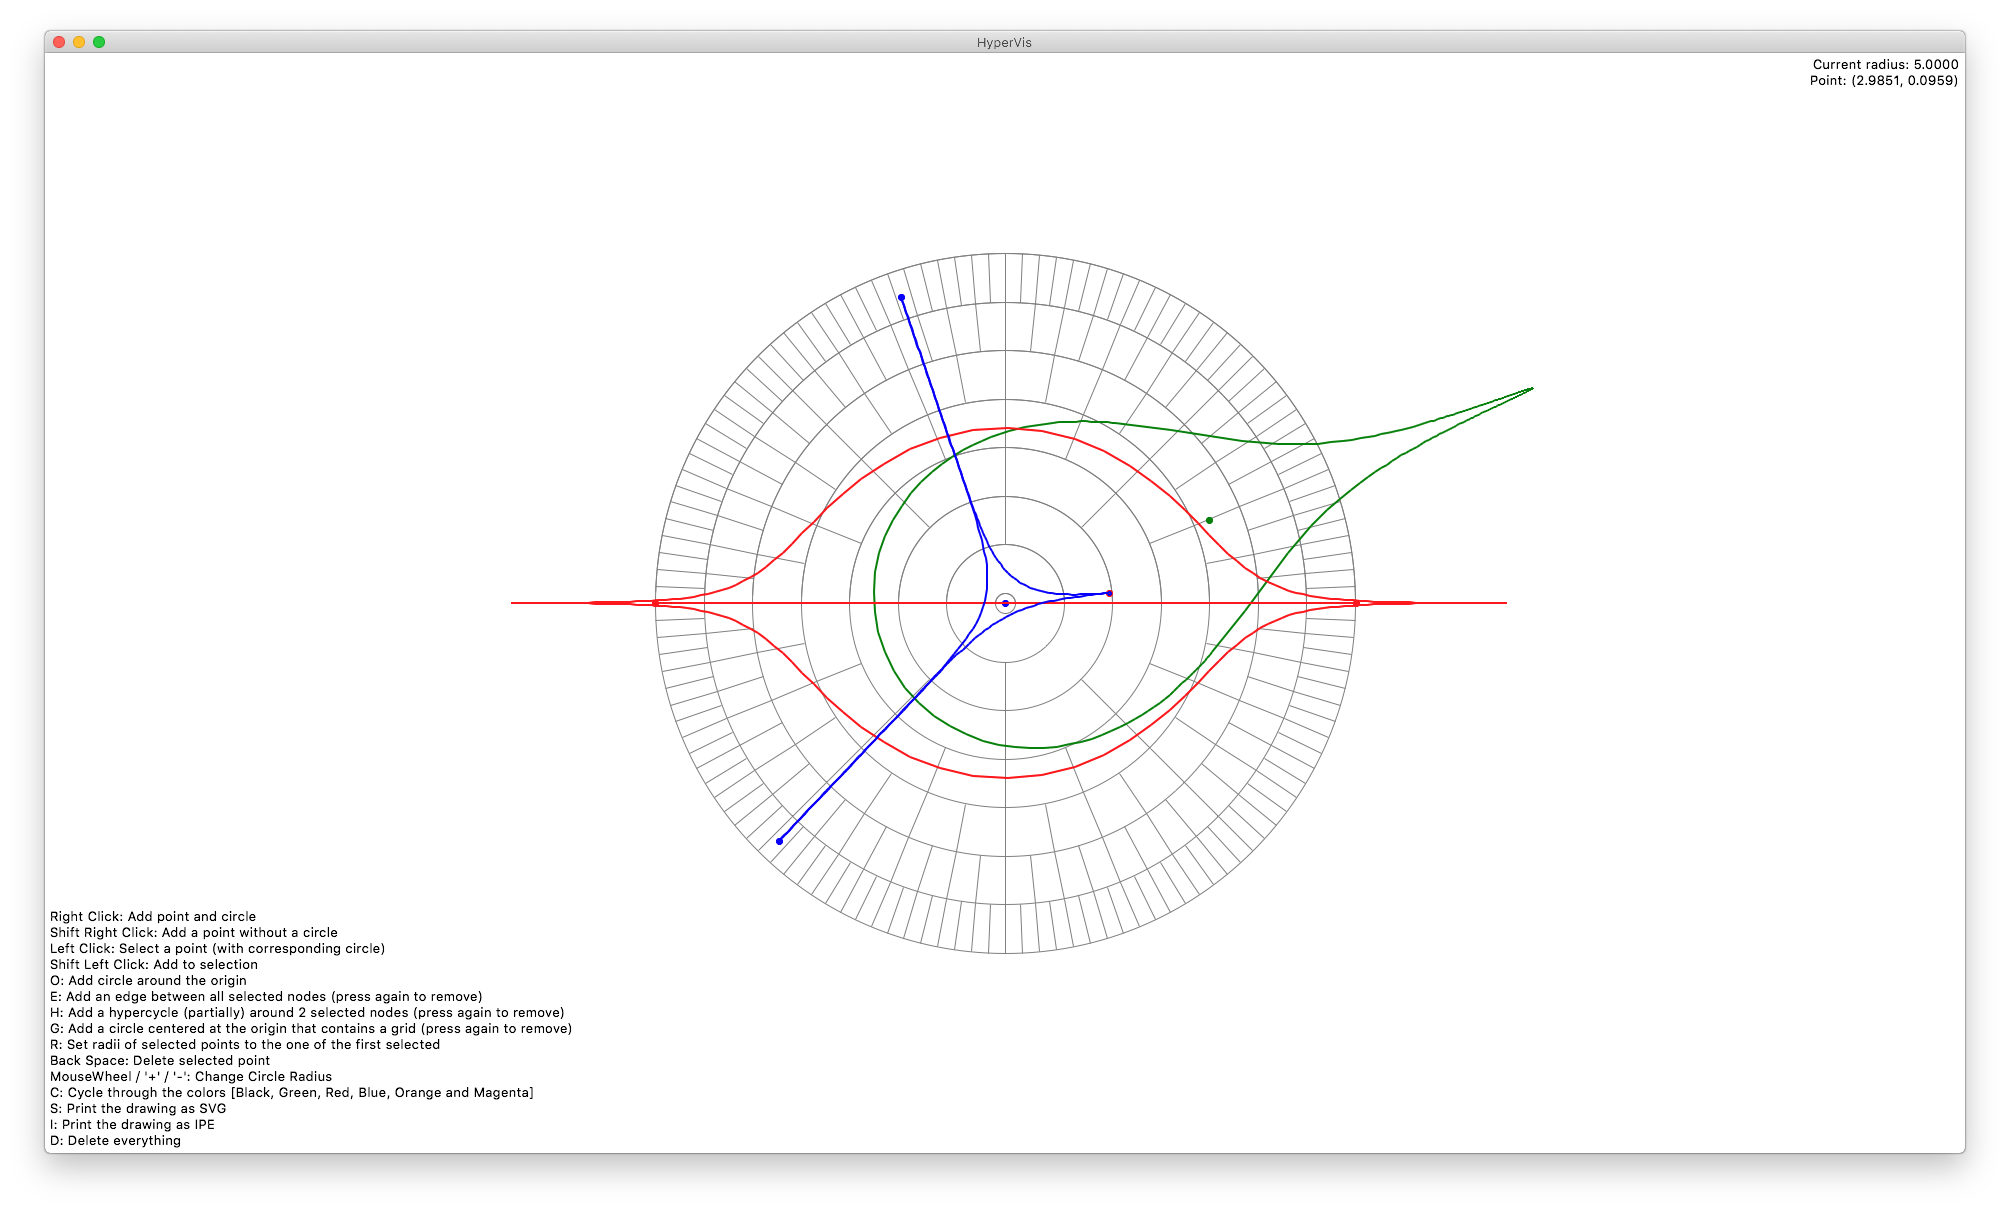 HyperVis
Current radius: 5.0000
Point: (2.9851, 0.0959)
Right Click: Add point and circle
Shift Right Click: Add a point without a circle
Left Click: Select a point (with corresponding circle)
Shift Left Click: Add to selection
O: Add circle around the origin
E: Add an edge between all selected nodes (press again to remove)
H: Add a hypercycle (partially) around 2 selected nodes (press again to remove)
G: Add a circle centered at the origin that contains a grid (press again to remove)
R: Set radii of selected points to the one of the first selected
Back Space: Delete selected point
MouseWheel / '+' / '-': Change Circle Radius
C: Cycle through the colors [Black, Green, Red, Blue, Orange and Magenta]
S: Print the drawing as SVG
I: Print the drawing as IPE
D: Delete everything